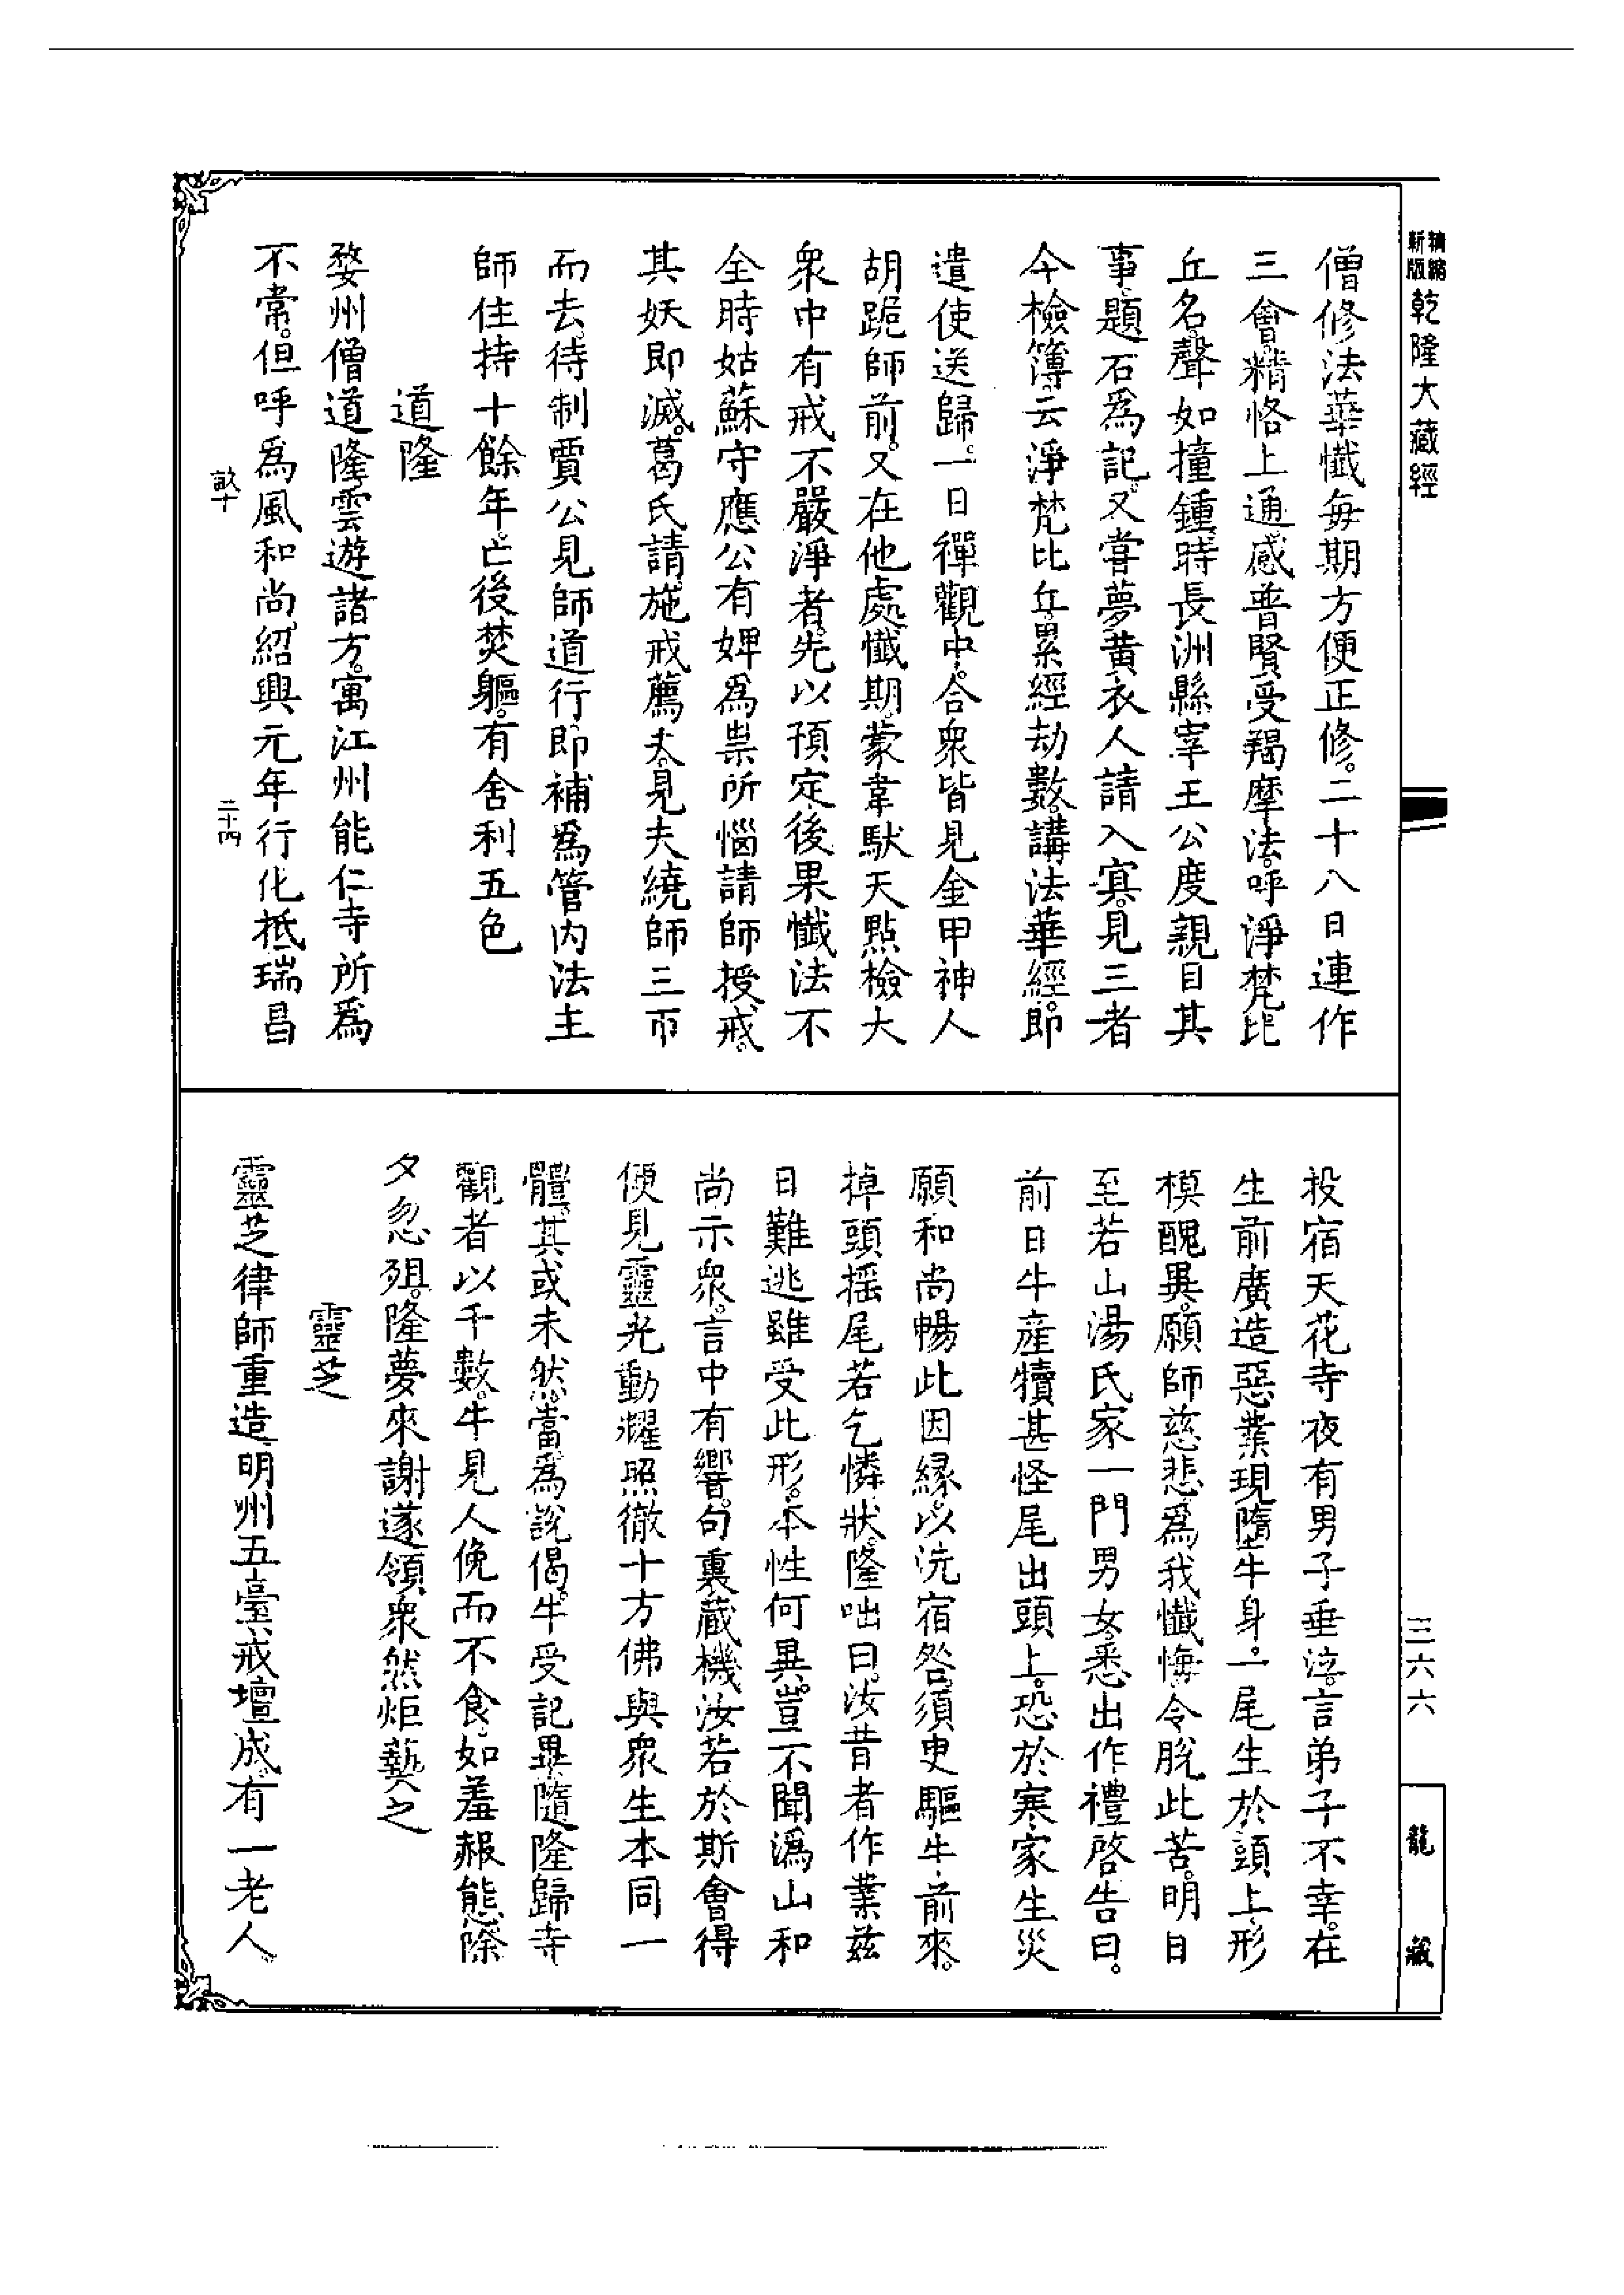 新版精縮乾隆大藏經
僧修法華懺每期方便正修。二十八日連作
三會。精恪上通。感普賢受羯摩法。呼淨梵比
丘名。聲如撞鍾。時長洲縣宰王公度親目其
事。題石爲記。又甞夢黃衣人請入寘。見三者
今檢簿。云淨梵比丘。累經劫數。講法華經。即
遣使送歸。一日禪觀中。合衆皆見金甲神人
胡跪師前。又在他處懺期。蒙韋馱天點檢大
衆中有戒不嚴淨者。先以預定。後果懺法不
全。時姑蘇守應公有婢爲祟所惱請師授戒。
其妖即滅。葛氏請施戒薦夫。見夫繞師三帀
而去。待制賈公見師道行。即補爲管內法主
師住持十餘年。亡後焚軀。有舍利五色
道隆
婺州僧道隆雲遊諸方。寓江州能仁寺所爲
不常。但呼爲風和尚。紹興元年行化抵瑞昌
畝十
二十四
投宿天花寺夜有男子垂泣。言弟子不幸。在
生前廣造惡業現墮牛身。一尾生於頭上形
模醜異。願師慈悲爲我懺悔。令脫此苦。明日
至若山湯氏家一門男女。悉出作禮啓告曰。
前日牛產犢甚怪尾出頭上。恐於寒家生災
願和尚暢此因緣。以洗宿咎。須臾驅牛前來。
掉頭搖尾若乞憐狀。隆咄曰。汝昔者作業茲
日難逃雖受此形。本性何異。豈不聞溈山和
尚示衆。言中有響。句裏藏機。汝若於斯會得
便見靈光動耀照徹十方佛與衆生本同一
體。其或未然。當爲說偈。牛受記畢隨隆歸寺
觀者以千數。牛見人俛而不食。如羞赧態。除
夕忽殂。隆夢來謝。遂領衆然炬爇之
靈芝
靈芝律師重造明州五臺戒壇成。有一老人。
三六六
龍藏